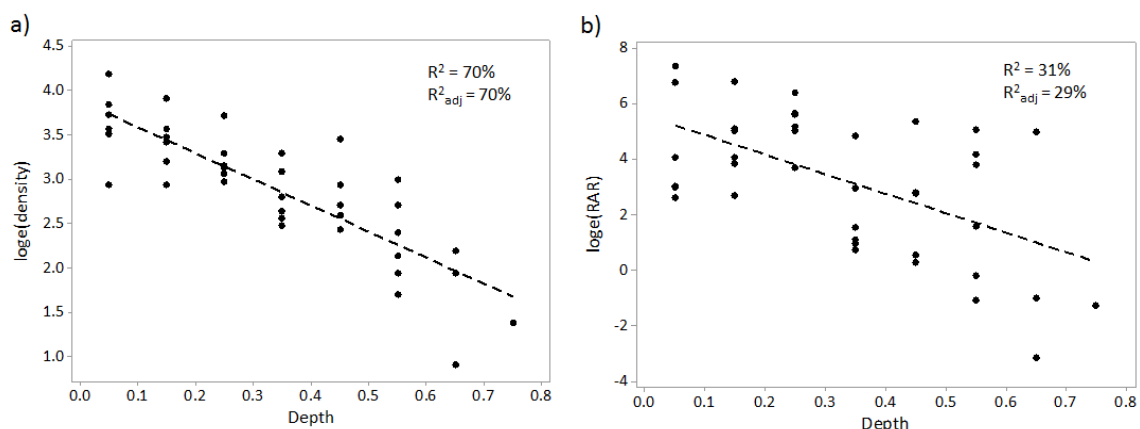 a)
R² = 70%
R²adj = 70%
loge(density)
4.5
4.0
3.5
3.0
2.5
2.0
1.5
1.0
0.0 0.1 0.2 0.3 0.4 0.5 0.6 0.7 0.8
Depth
b)
R² = 31%
R²adj = 29%
loge(RAR)
8
6
4
2
0
-2
-4
0.0 0.1 0.2 0.3 0.4 0.5 0.6 0.7 0.8
Depth